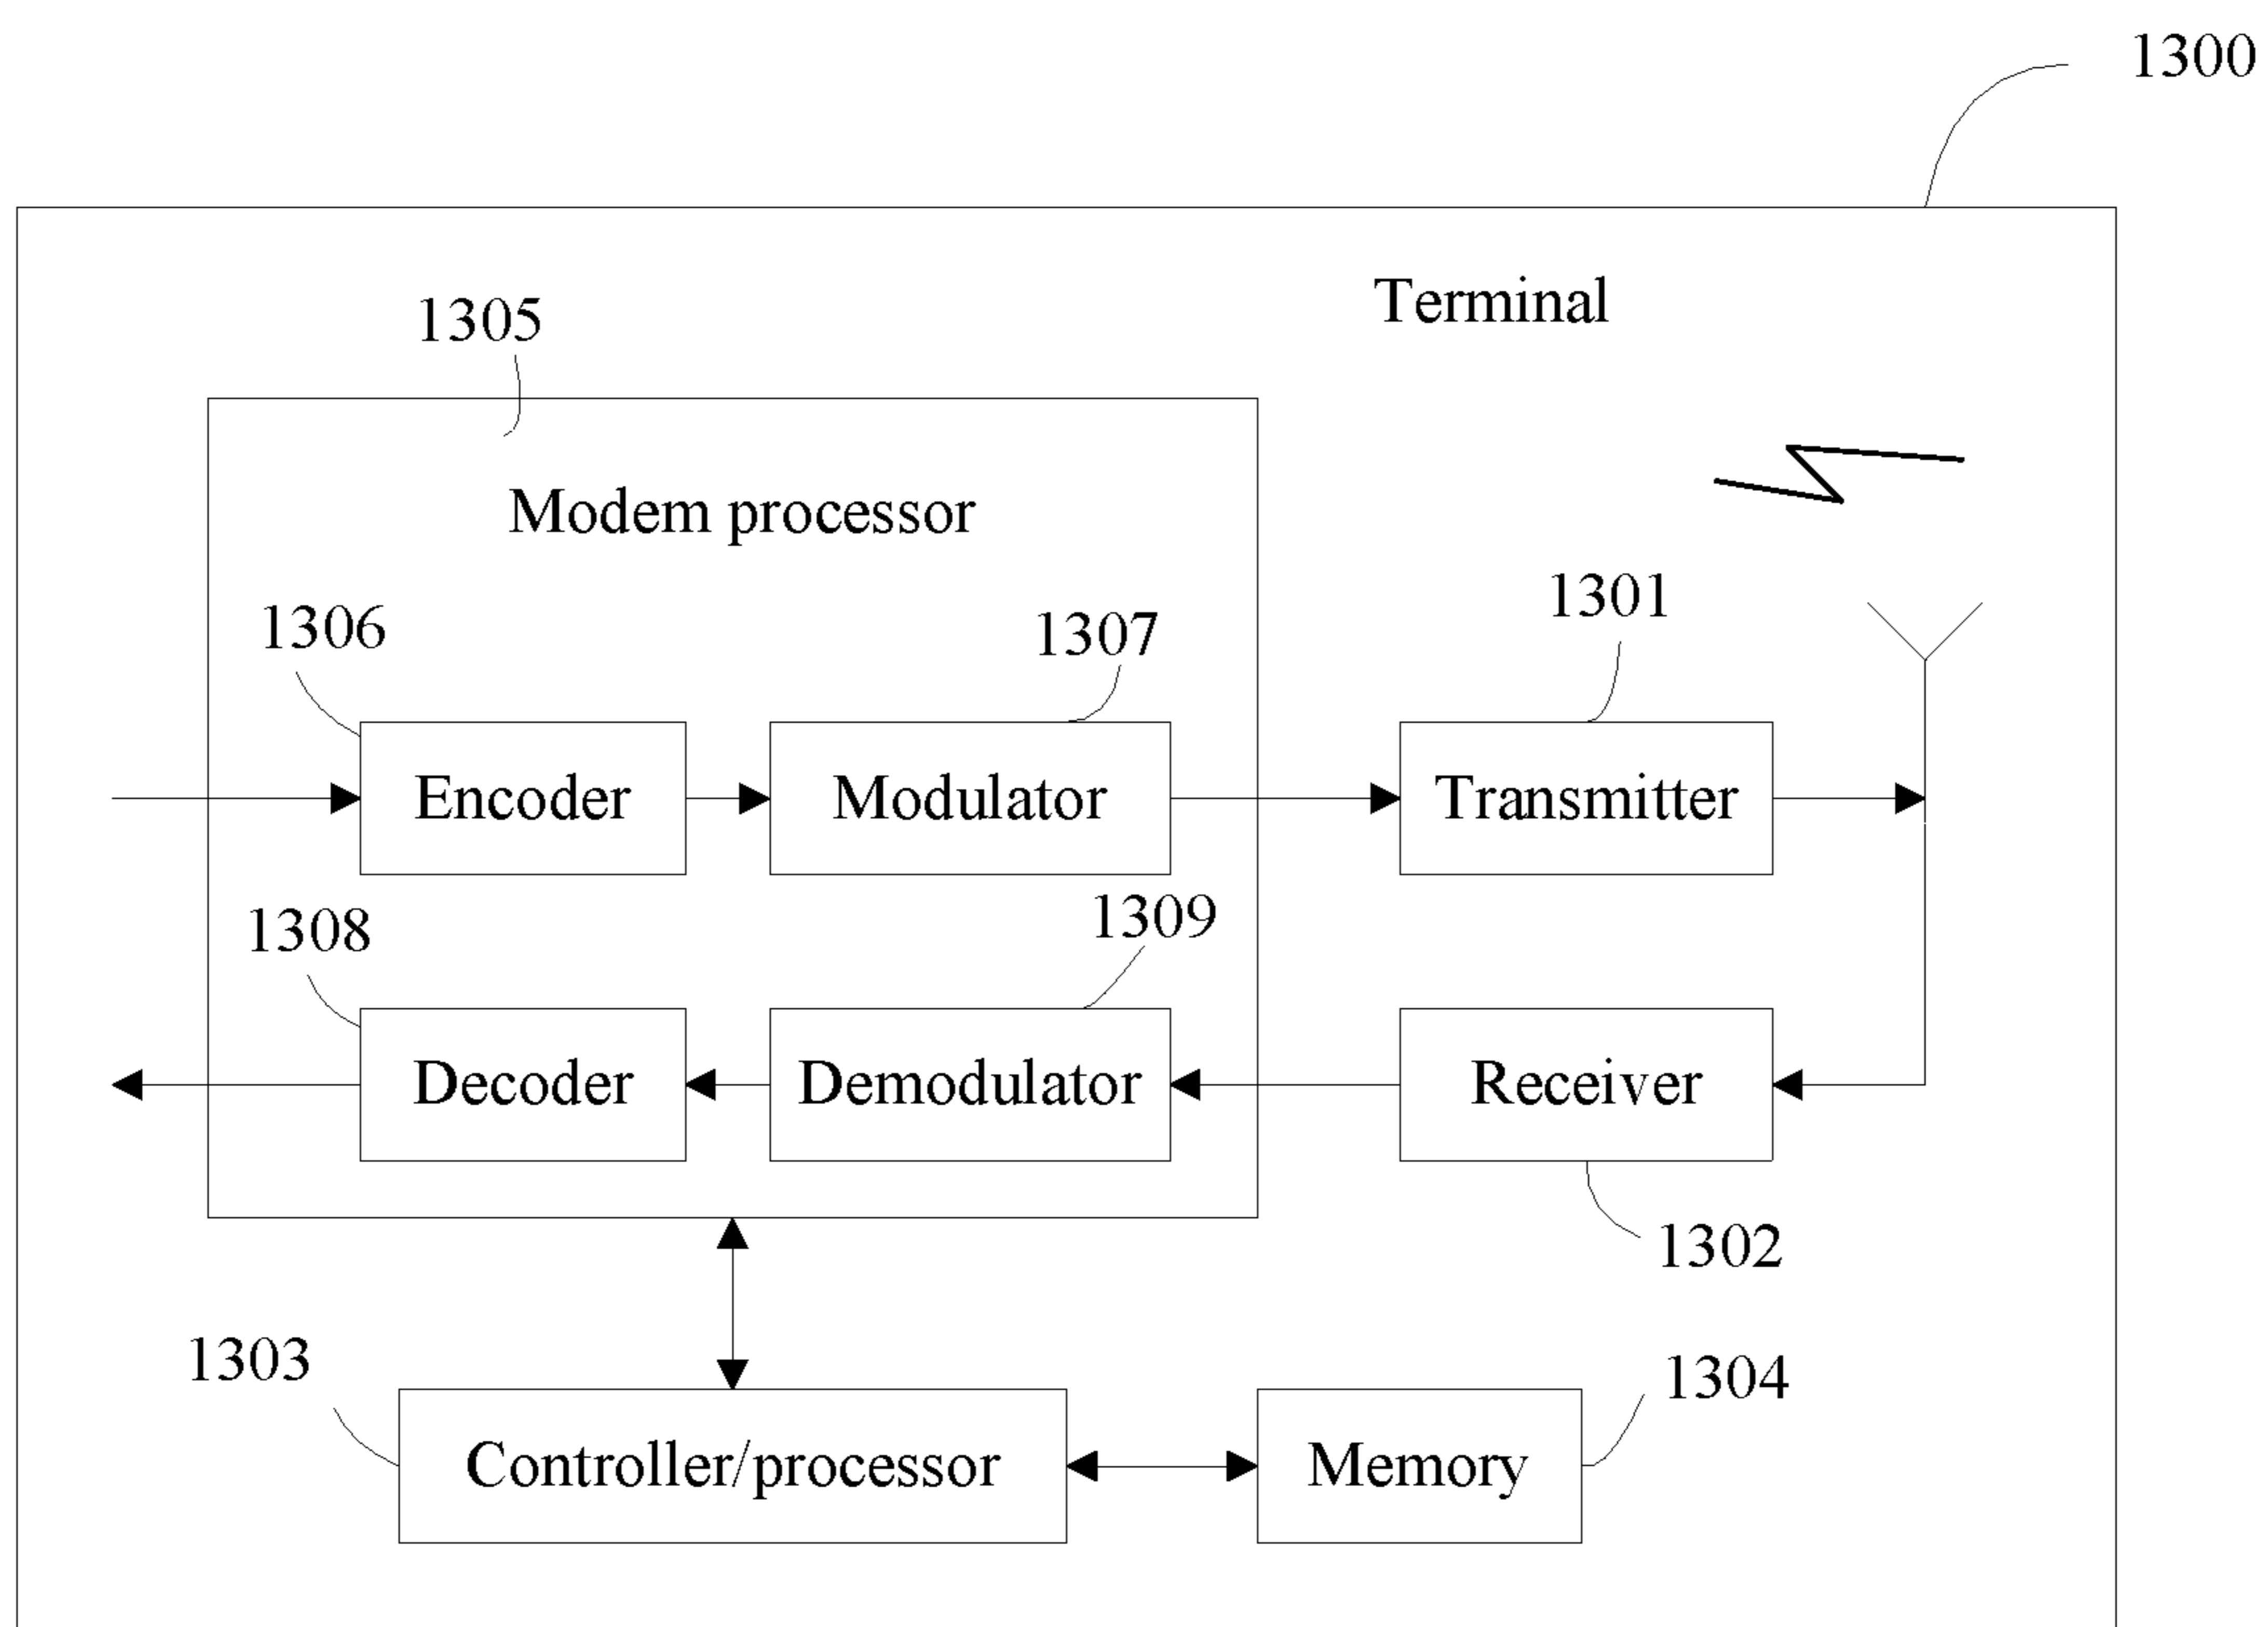 1300
Terminal
1305
Modem processor
1306
1307
1301
Encoder
Modulator
Transmitter
1308
1309
Decoder
Demodulator
Receiver
1302
1303
1304
Controller/processor
Memory